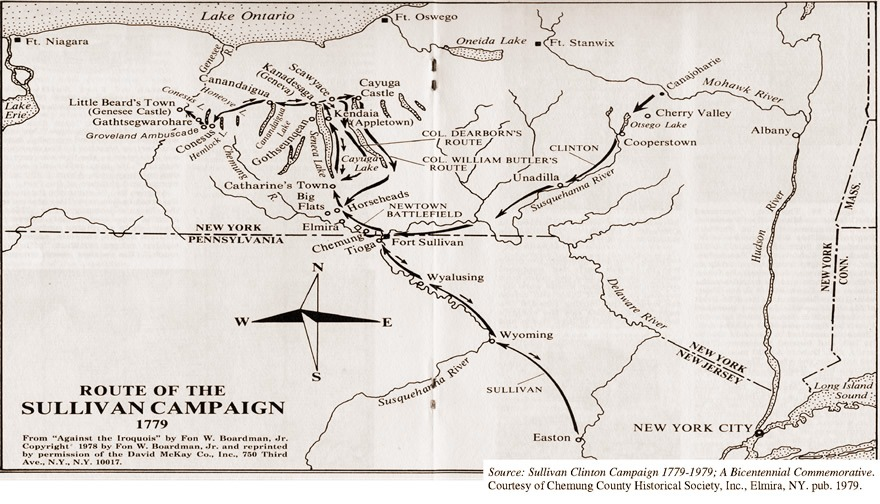 Lake Ontario
Ft. Oswego
Ft. Niagara
Oneida Lake
Ft. Stanwix
Genesee R.
Scawyace
Kanadesaga
(Geneva)
Canandaigua
Cayuga
Castle
Canajoharie
Mohawk River
Lake
Erie
Conesus L.
Honeoye L.
Little Beard's Town
(Genesee Castle)
Gathtsegwarohare
Groveland Ambuscade
Conesus
Hemlock L.
Canandaigua
Lake
Kendaia
(Appletown)
Cherry Valley
Otsego Lake
Albany
Cooperstown
Gothseunqean
Seneca Lake
Cayuga
Lake
COL. DEARBORN'S
ROUTE
COL. WILLIAM BUTLER'S
ROUTE
CLINTON
Chemung
R.
Catharine's Town
Unadilla
Susquehanna River
Big
Flats
Horseheads
NEWTOWN
BATTLEFIELD
Elmira
NEW YORK
PENNSYLVANIA
Chemung
Tioga
Fort Sullivan
Hudson River
MASS.
NEW YORK
CONN.
Wyalusing
Delaware River
N
W
E
S
Wyoming
NEW YORK
NEW JERSEY
Susquehanna River
SULLIVAN
Long Island
Sound
Easton
NEW YORK CITY
ROUTE OF THE
SULLIVAN CAMPAIGN
1779
From "Against the Iroquois" by Fon W. Boardman, Jr.
Copyright 1978 by Fon W. Boardman, Jr. and reprinted
by permission of the David McKay Co., Inc., 750 Third
Ave., N.Y., N.Y. 10017.
Source: Sullivan Clinton Campaign 1779-1979; A Bicentennial Commemorative.
Courtesy of Chemung County Historical Society, Inc., Elmira, NY. pub. 1979.